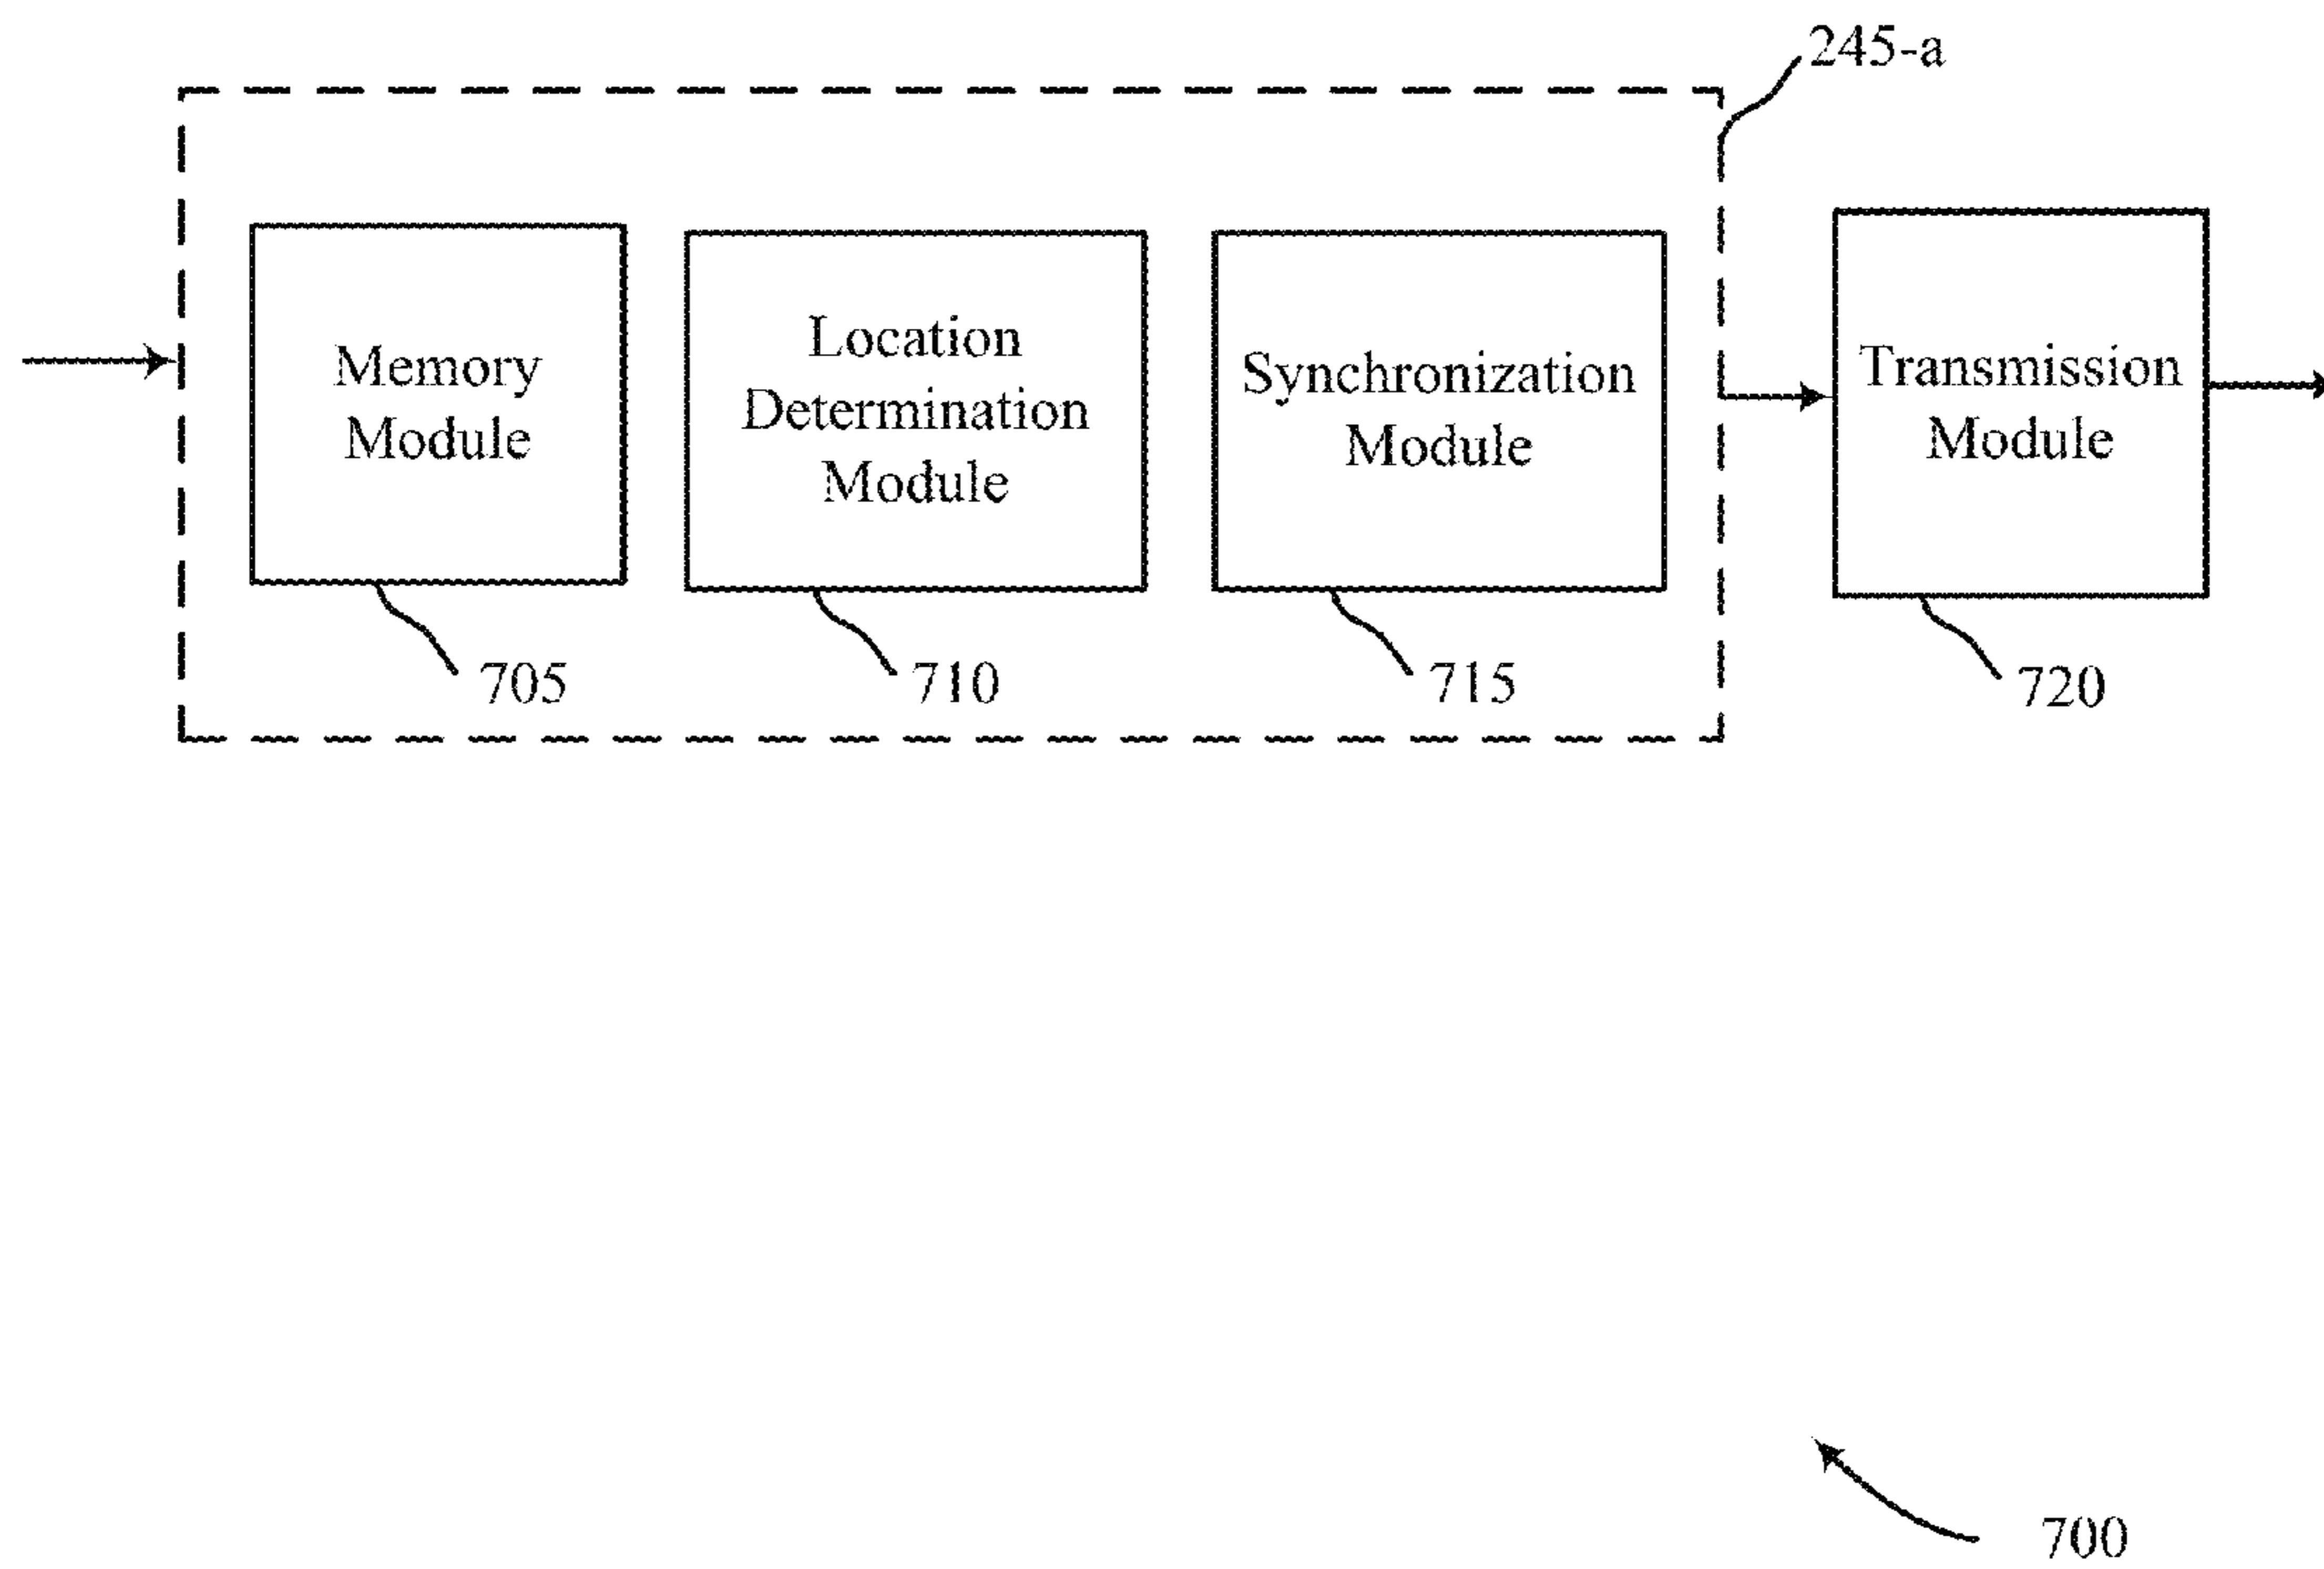 245-a
Memory
Module
Location
Determination
Module
Synchronization
Module
Transmission
Module
705
710
715
720
700